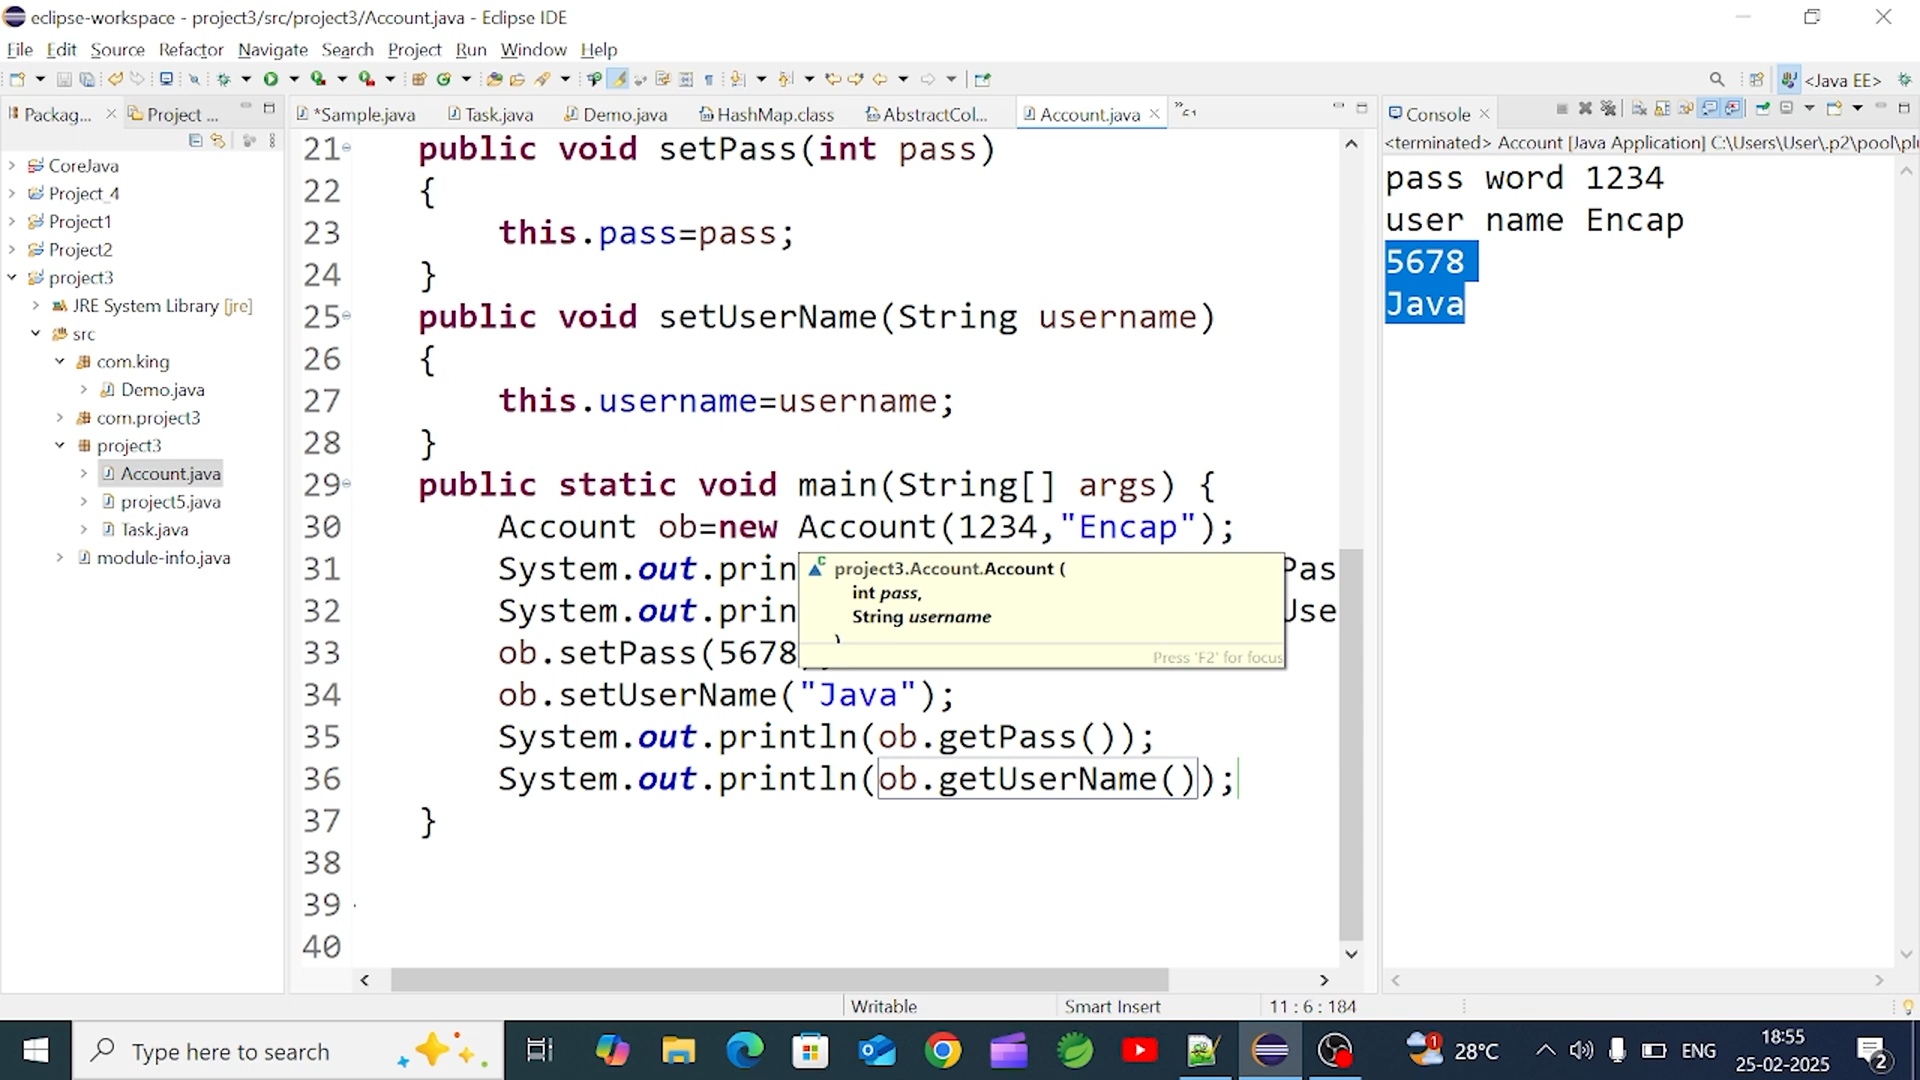 eclipse-workspace - project3/src/project3/Account.java - Eclipse IDE
File Edit Source Refactor Navigate Search Project Run Window Help
<Java EE>
Packag... Project ...
*Sample.java Task.java Demo.java HashMap.class AbstractCol... Account.java
Console
<terminated> Account [Java Application] C:\Users\User\.p2\pool\plu
CoreJava
Project_4
Project1
Project2
project3
JRE System Library [jre]
src
com.king
Demo.java
com.project3
project3
Account.java
project5.java
Task.java
module-info.java
21 public void setPass(int pass)
22 {
23 this.pass=pass;
24 }
25 public void setUserName(String username)
26 {
27 this.username=username;
28 }
29 public static void main(String[] args) {
30 Account ob=new Account(1234,"Encap");
31 System.out.prin Pas
32 System.out.prin Use
33 ob.setPass(5678
34 ob.setUserName("Java");
35 System.out.println(ob.getPass());
36 System.out.println(ob.getUserName());
37 }
38
39
40
project3.Account.Account (
int pass,
String username
)
Press 'F2' for focus
pass word 1234
user name Encap
5678
Java
Writable Smart Insert 11 : 6 : 184
Type here to search
1
28°C
ENG
18:55
25-02-2025
2